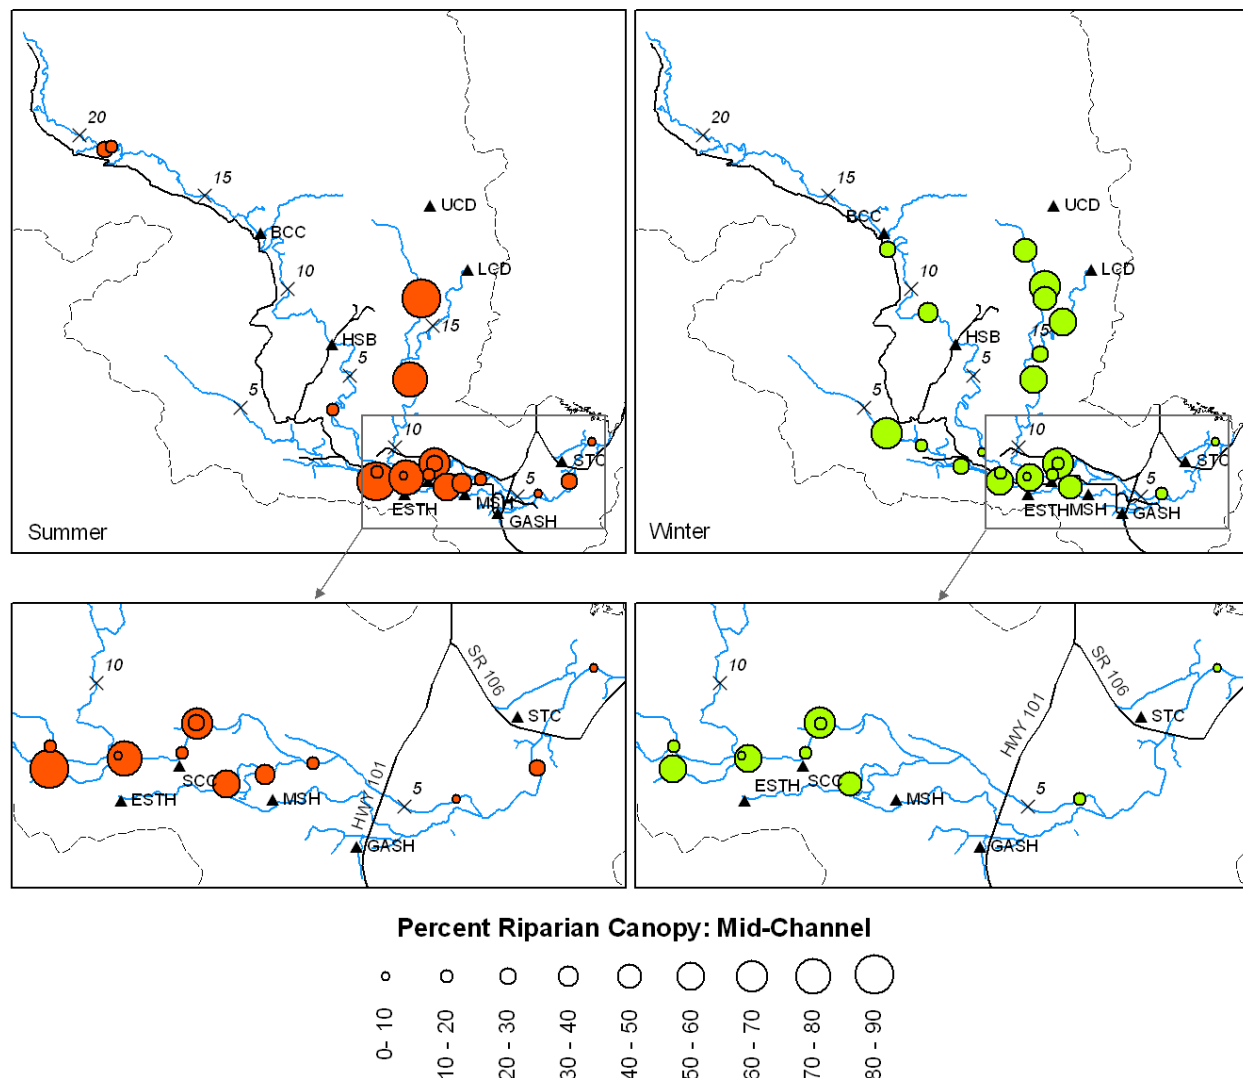 20
15
UCD
BCC
LCD
10
15
HSB
5
5
10
STC
5
ESTH
MSH
GASH
Summer
20
15
UCD
BCC
LCD
10
15
HSB
5
5
10
STC
5
ESTH
MSH
GASH
Winter
10
SR 106
STC
SCC
ESTH
MSH
5
HWY 101
GASH
10
SR 106
HWY 101
STC
SCC
ESTH
MSH
5
GASH
Percent Riparian Canopy: Mid-Channel
0- 10
10 - 20
20 - 30
30 - 40
40 - 50
50 - 60
60 - 70
70 - 80
80 - 90